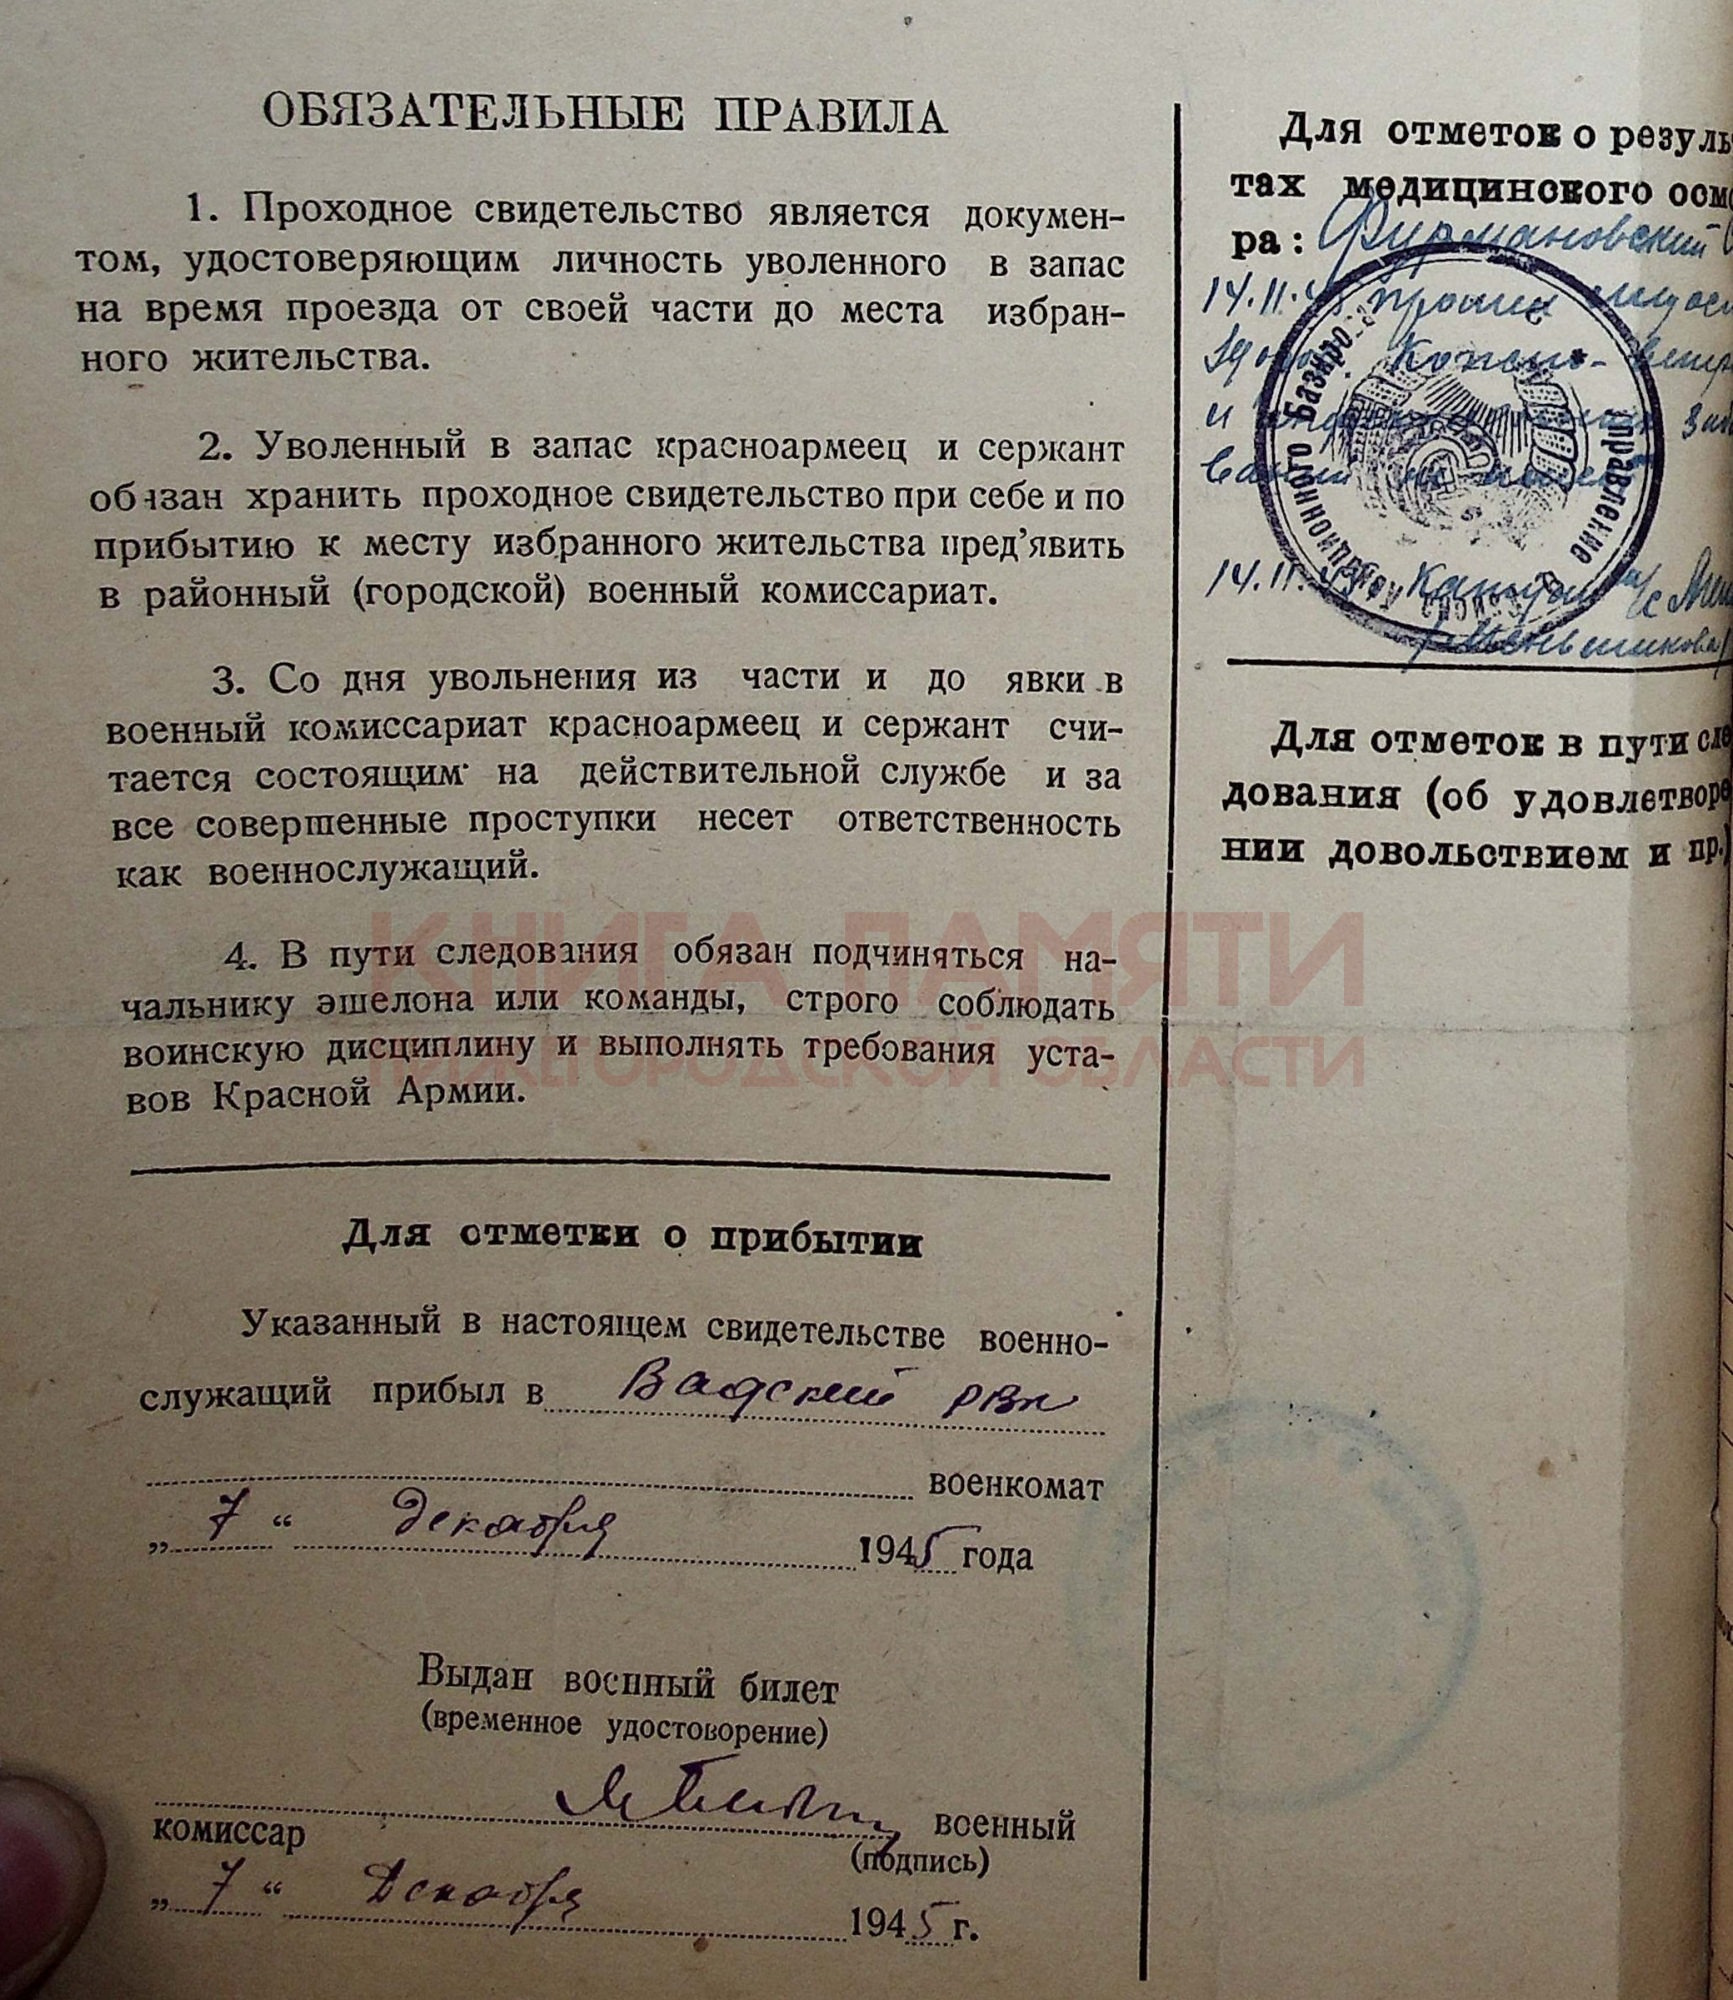 ОБЯЗАТЕЛЬНЫЕ ПРАВИЛА
1. Проходное свидетельство является докумен-
том, удостоверяющим личность уволенного в запас
на время проезда от своей части до места избран-
ного жительства.
2. Уволенный в запас красноармеец и сержант
обязан хранить проходное свидетельство при себе и по
прибытию к месту избранного жительства пред’явить
в районный (городской) военный комиссариат.
3. Со дня увольнения из части и до явки в
военный комиссариат красноармеец и сержант счи-
тается состоящим на действительной службе и за
все совершенные проступки несет ответственность
как военнослужащий.
4. В пути следования обязан подчиняться на-
чальнику эшелона или команды, строго соблюдать
воинскую дисциплину и выполнять требования уста-
вов Красной Армии.
КНИГА ПАМЯТИ
НИЖЕГОРОДСКОЙ ОБЛАСТИ
Для отметки о прибытии
Указанный в настоящем свидетельстве военно-
служащий прибыл в Вадский РВК
военкомат
„ 7 “ декабря 1945 года
Выдан военный билет
(временное удостоворение)
военный
комиссар
(подпись)
„ 7 “ Декабря 1945 г.
Для отметок о резуль
тах медицинского осмо
ра: Фурмановский
14.11.45 прошел
и
14.11.45
Меньшикова
управление
Для отметок в пути сле
дования (об удовлетворе
нии довольствием и пр.)